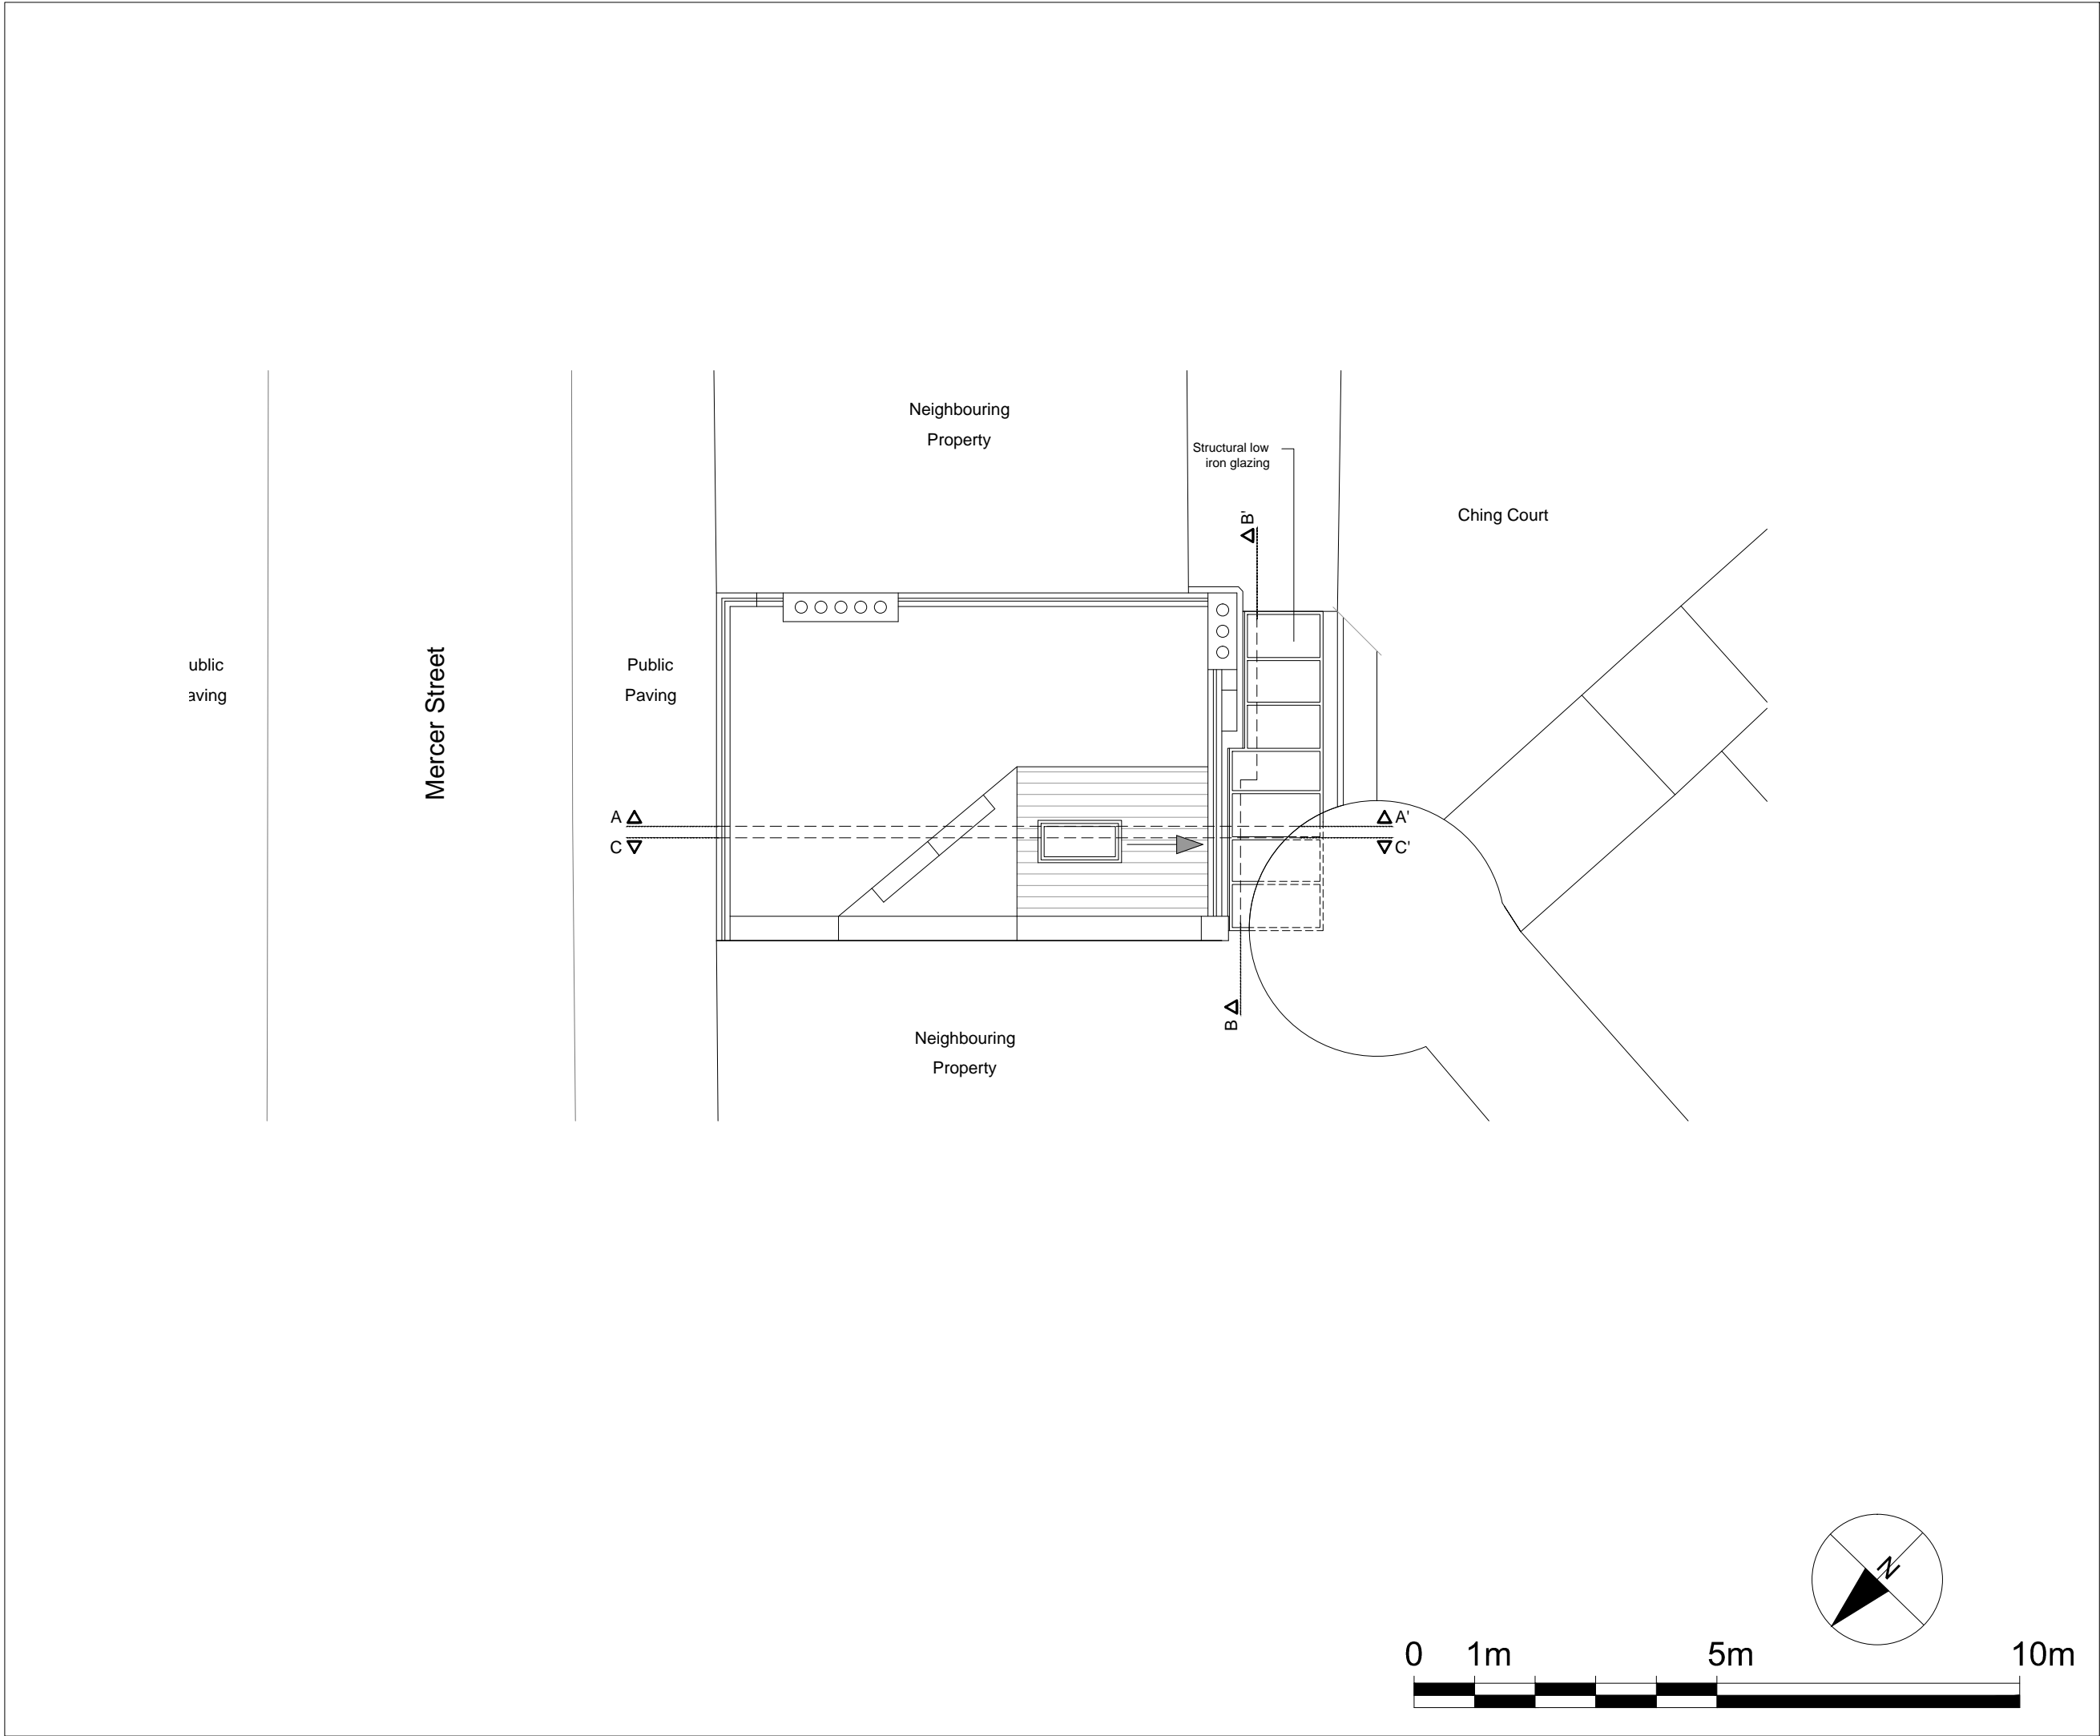 Neighbouring
Property
Structural low
iron glazing
Ching Court
B'
ublic
aving
Mercer Street
Public
Paving
A
A'
C
C'
B
Neighbouring
Property
N
0 1m 5m 10m